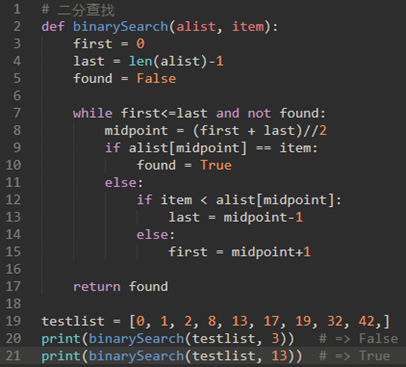 1 # 二分查找
2 def binarySearch(alist, item):
3     first = 0
4     last = len(alist)-1
5     found = False
6
7     while first<=last and not found:
8         midpoint = (first + last)//2
9         if alist[midpoint] == item:
10             found = True
11         else:
12             if item < alist[midpoint]:
13                 last = midpoint-1
14             else:
15                 first = midpoint+1
16
17     return found
18
19 testlist = [0, 1, 2, 8, 13, 17, 19, 32, 42,]
20 print(binarySearch(testlist, 3))   # => False
21 print(binarySearch(testlist, 13))  # => True